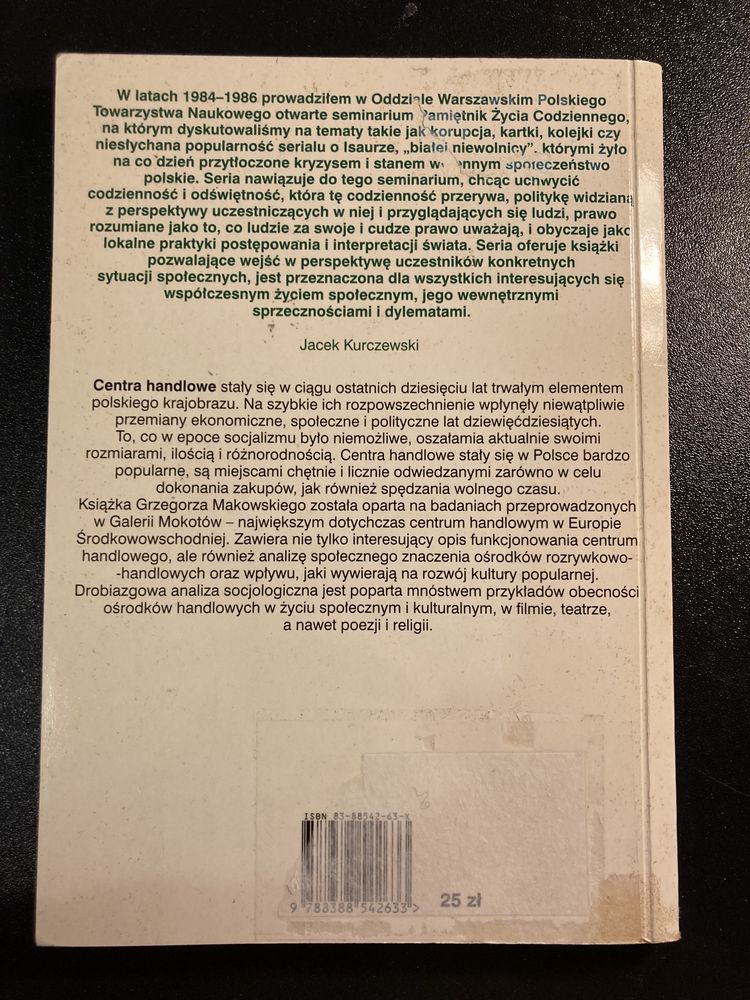 W latach 1984–1986 prowadziłem w Oddziale Warszawskim Polskiego
Towarzystwa Naukowego otwarte seminarium Pamiętnik Życia Codziennego,
na którym dyskutowaliśmy na tematy takie jak korupcja, kartki, kolejki czy
niesłychana popularność serialu o Isaurze, „białej niewolnicy”. którymi żyło
na co dzień przytłoczone kryzysem i stanem wojennym społeczeństwo
polskie. Seria nawiązuje do tego seminarium, chcąc uchwycić
codzienność i odświętność, która tę codzienność przerywa, politykę widzianą
z perspektywy uczestniczących w niej i przyglądających się ludzi, prawo
rozumiane jako to, co ludzie za swoje i cudze prawo uważają, i obyczaje jako
lokalne praktyki postępowania i interpretacji świata. Seria oferuje książki
pozwalające wejść w perspektywę uczestników konkretnych
sytuacji społecznych, jest przeznaczona dla wszystkich interesujących się
współczesnym życiem społecznym, jego wewnętrznymi
sprzecznościami i dylematami.
Jacek Kurczewski
Centra handlowe stały się w ciągu ostatnich dziesięciu lat trwałym elementem
polskiego krajobrazu. Na szybkie ich rozpowszechnienie wpłynęły niewątpliwie
przemiany ekonomiczne, społeczne i polityczne lat dziewięćdziesiątych.
To, co w epoce socjalizmu było niemożliwe, oszałamia aktualnie swoimi
rozmiarami, ilością i różnorodnością. Centra handlowe stały się w Polsce bardzo
popularne, są miejscami chętnie i licznie odwiedzanymi zarówno w celu
dokonania zakupów, jak również spędzania wolnego czasu.
Książka Grzegorza Makowskiego została oparta na badaniach przeprowadzonych
w Galerii Mokotów – największym dotychczas centrum handlowym w Europie
Środkowowschodniej. Zawiera nie tylko interesujący opis funkcjonowania centrum
handlowego, ale również analizę społecznego znaczenia ośrodków rozrywkowo-
-handlowych oraz wpływu, jaki wywierają na rozwój kultury popularnej.
Drobiazgowa analiza socjologiczna jest poparta mnóstwem przykładów obecności
ośrodków handlowych w życiu społecznym i kulturalnym, w filmie, teatrze,
a nawet poezji i religii.
ISBN 83-88542-63-X
9 788388 542633 >
25 zł